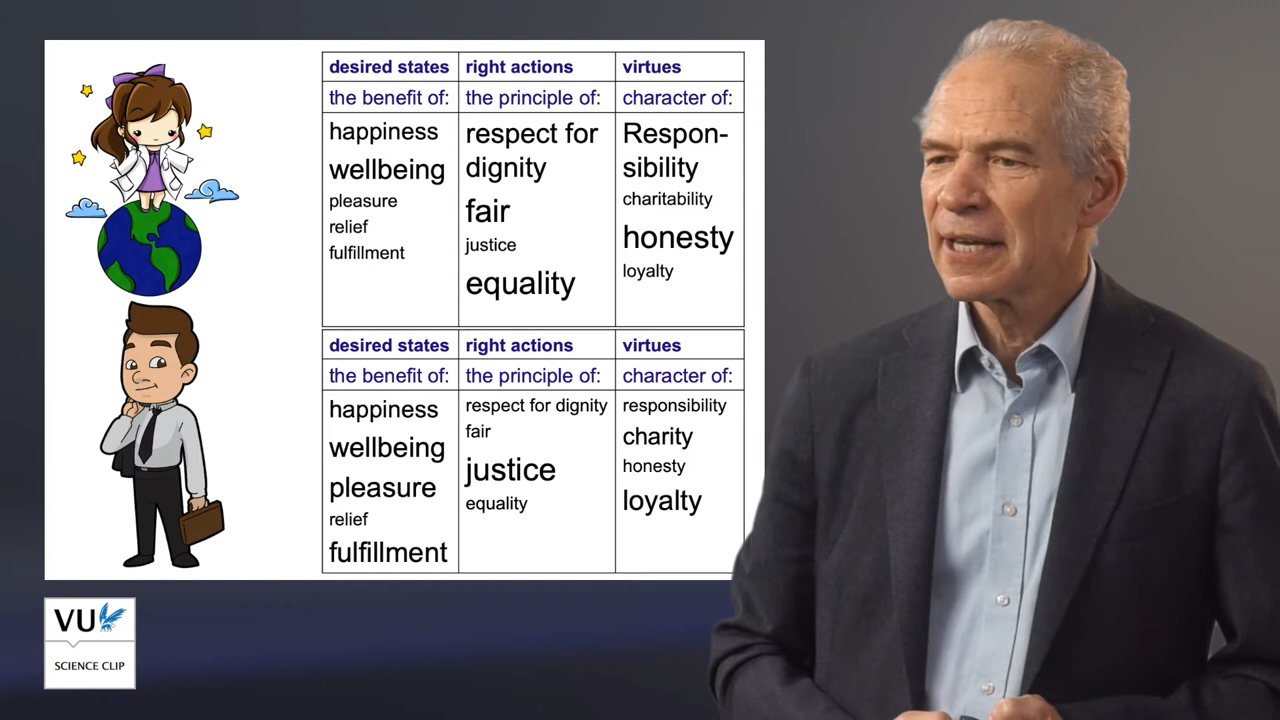 desired states right actions virtues
the benefit of: the principle of: character of:
happiness
wellbeing
pleasure
relief
fulfillment
respect for
dignity
fair
justice
equality
Respon-
sibility
charitability
honesty
loyalty
desired states right actions virtues
the benefit of: the principle of: character of:
happiness
wellbeing
pleasure
relief
fulfillment
respect for dignity
fair
justice
equality
responsibility
charity
honesty
loyalty
VU
SCIENCE CLIP